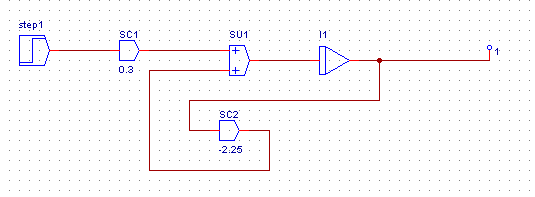 step1
SC1
0.3
SU1
+
+
I1
1
SC2
-2.25